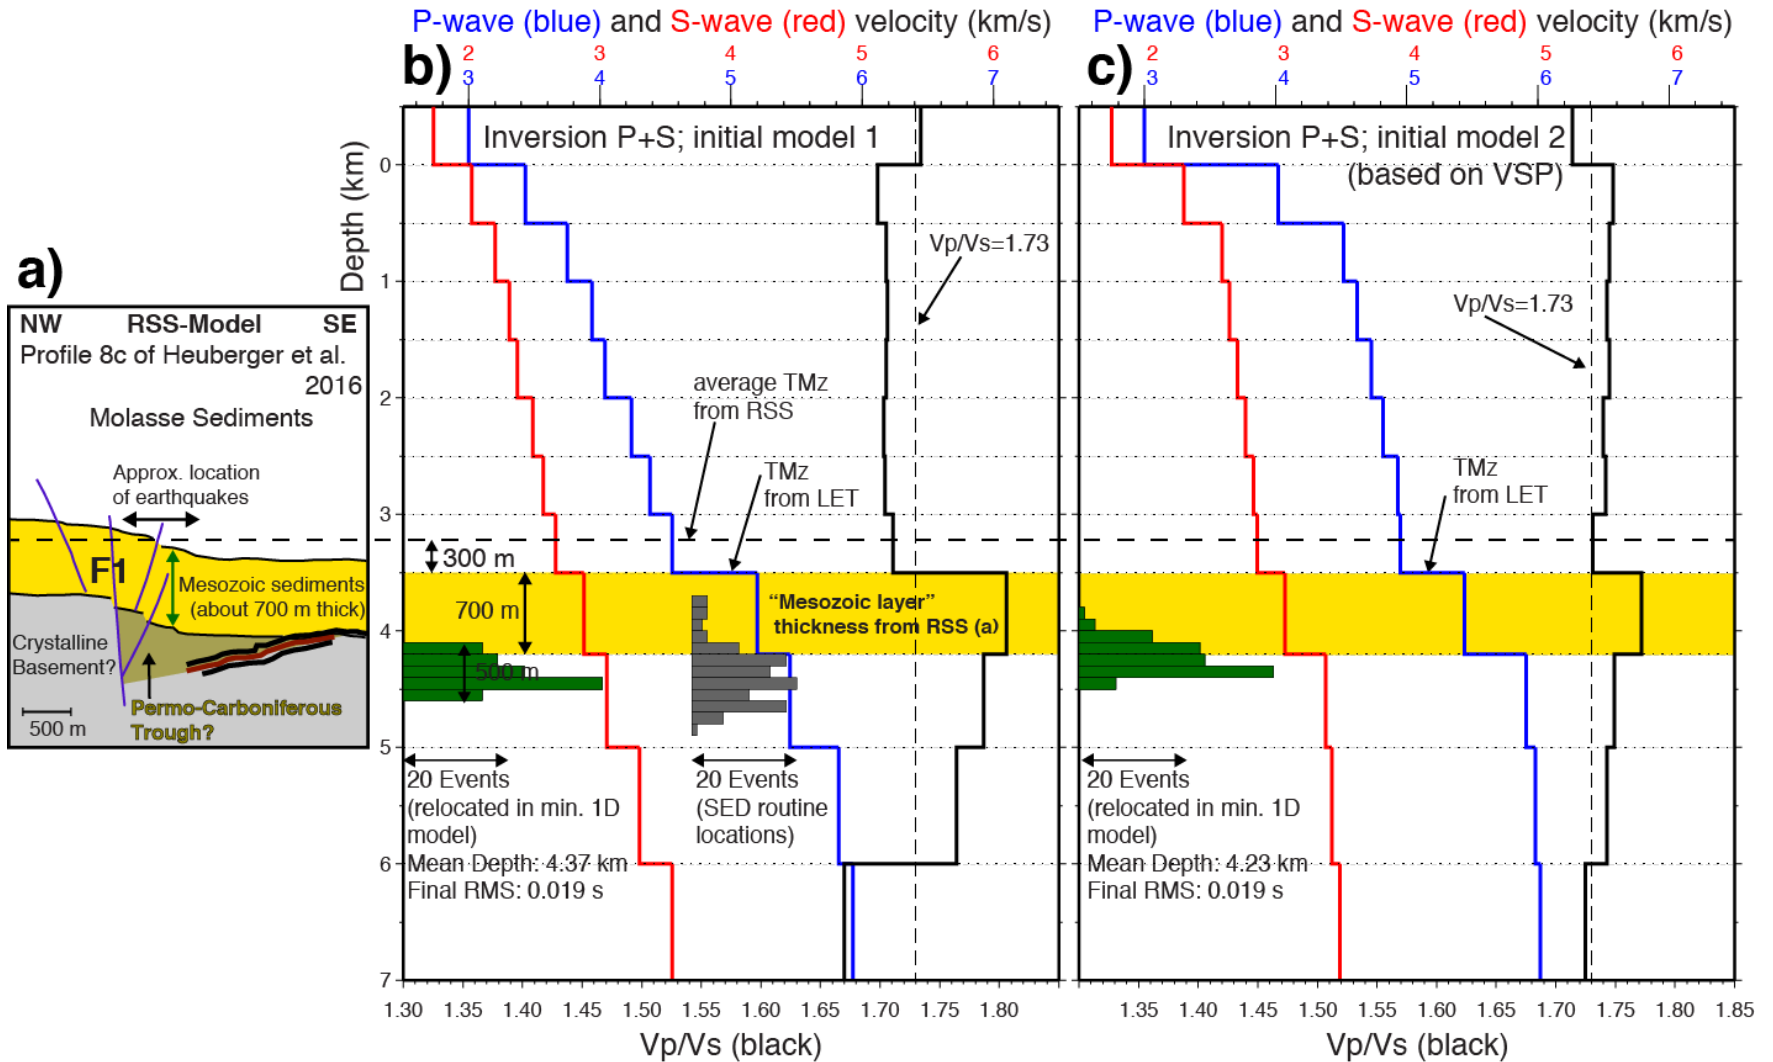 a)
NW RSS-Model SE
Profile 8c of Heuberger et al.
2016
Molasse Sediments
Approx. location
of earthquakes
F1
Mesozoic sediments
(about 700 m thick)
Crystalline
Basement?
Permo-Carboniferous
Trough?
500 m
b)
P-wave (blue) and S-wave (red) velocity (km/s)
2 3 4 5 6
3 4 5 6 7
Inversion P+S; initial model 1
Depth (km)
0
1
2
3
4
5
6
7
Vp/Vs=1.73
average TMz
from RSS
TMz
from LET
300 m
700 m
"Mesozoic layer"
thickness from RSS (a)
500 m
20 Events
(relocated in min. 1D
model)
Mean Depth: 4.37 km
Final RMS: 0.019 s
20 Events
(SED routine
locations)
1.30 1.35 1.40 1.45 1.50 1.55 1.60 1.65 1.70 1.75 1.80
Vp/Vs (black)
c)
P-wave (blue) and S-wave (red) velocity (km/s)
2 3 4 5 6
3 4 5 6 7
Inversion P+S; initial model 2
(based on VSP)
Vp/Vs=1.73
TMz
from LET
20 Events
(relocated in min. 1D
model)
Mean Depth: 4.23 km
Final RMS: 0.019 s
1.35 1.40 1.45 1.50 1.55 1.60 1.65 1.70 1.75 1.80 1.85
Vp/Vs (black)